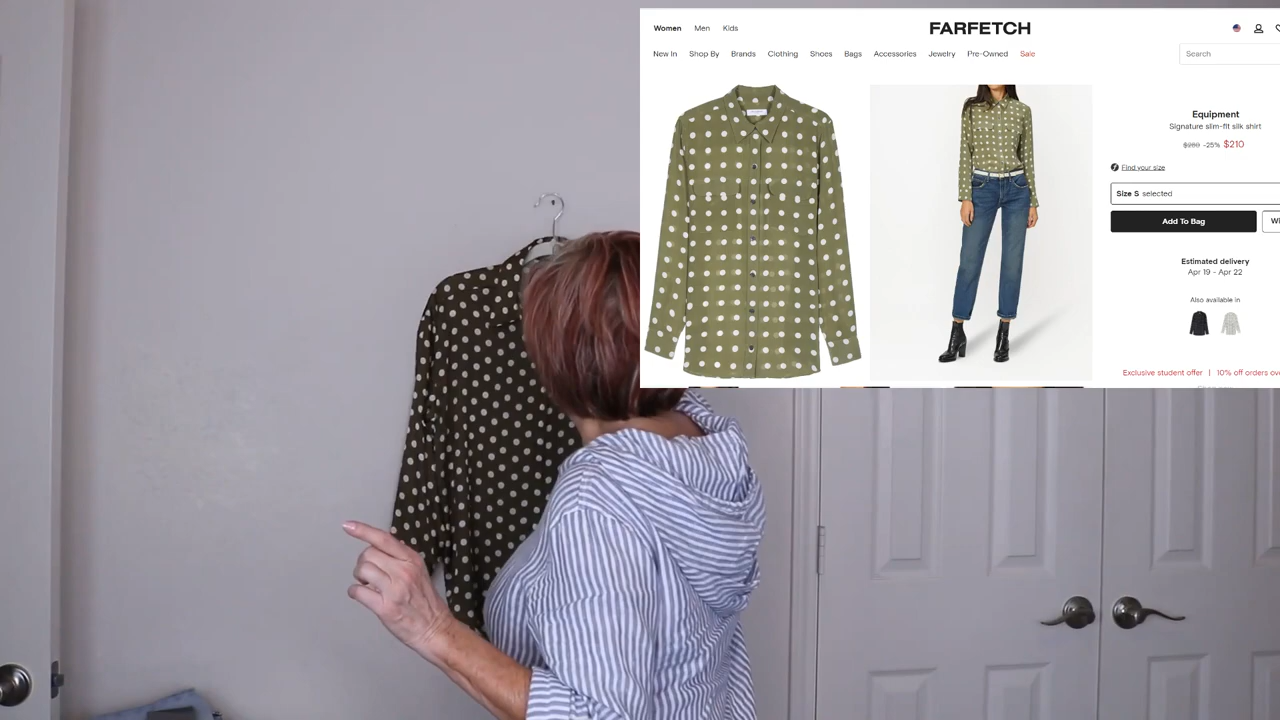 Women Men Kids
FARFETCH
New In Shop By Brands Clothing Shoes Bags Accessories Jewelry Pre-Owned Sale
Search
Equipment
Signature slim-fit silk shirt
$280 -25% $210
Find your size
Size S selected
Add To Bag
Wi
Estimated delivery
Apr 19 - Apr 22
Also available in
Exclusive student offer | 10% off orders ov